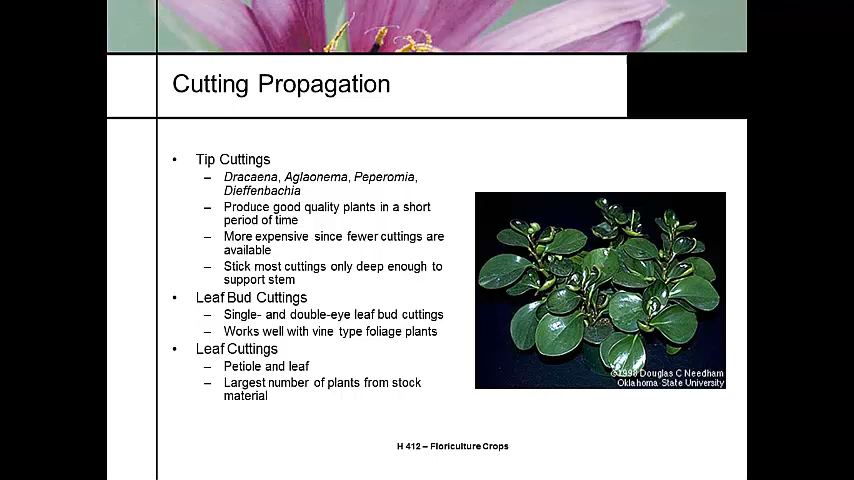 Cutting Propagation
• Tip Cuttings
– Dracaena, Aglaonema, Peperomia,
Dieffenbachia
– Produce good quality plants in a short
period of time
– More expensive since fewer cuttings are
available
– Stick most cuttings only deep enough to
support stem
• Leaf Bud Cuttings
– Single- and double-eye leaf bud cuttings
– Works well with vine type foliage plants
• Leaf Cuttings
– Petiole and leaf
– Largest number of plants from stock
material
©1998 Douglas C Needham
Oklahoma State University
H 412 – Floriculture Crops